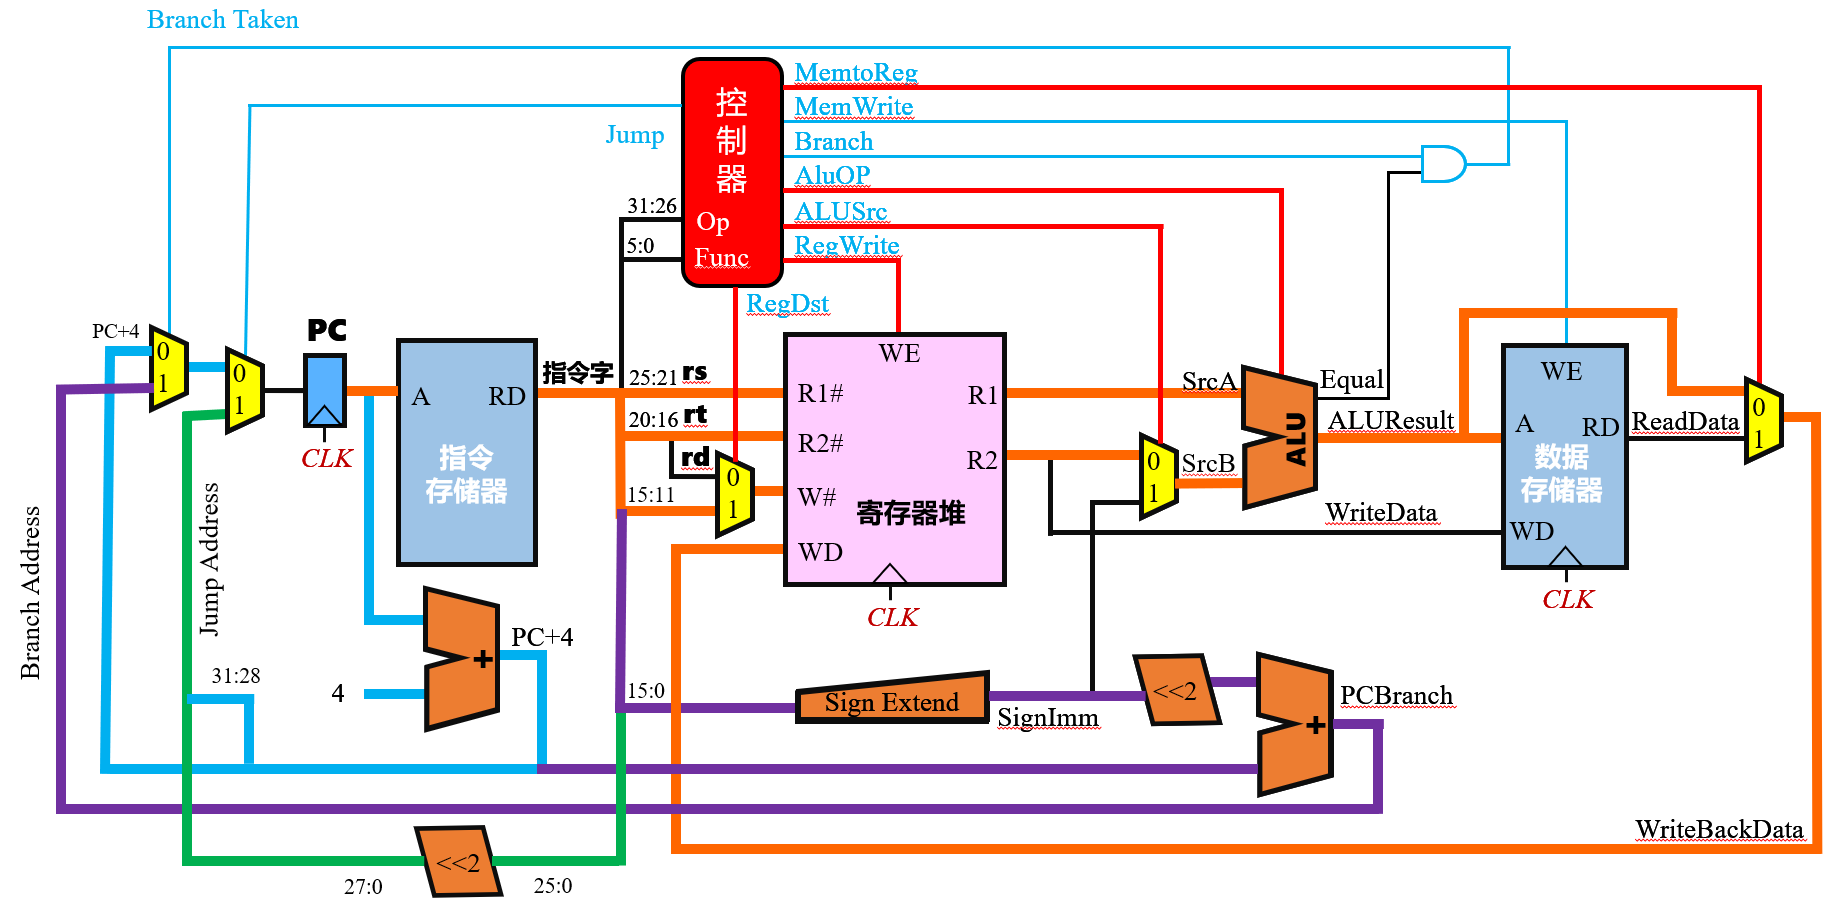 Branch Taken
MemtoReg
控
制
器
MemWrite
Jump
Branch
AluOP
31:26
Op
ALUSrc
5:0
Func
RegWrite
RegDst
PC+4
0
1
0
1
PC
CLK
A
RD
指令
存储器
指令字
25:21 rs
20:16 rt
rd
15:11
0
1
WE
R1#
R1
R2#
R2
W#
寄存器堆
WD
CLK
0
1
SrcA
SrcB
ALU
Equal
ALUResult
WriteData
WE
A
RD
数据
存储器
WD
CLK
ReadData
0
1
Branch Address
Jump Address
31:28
4
+
PC+4
15:0
Sign Extend
SignImm
<<2
+
PCBranch
WriteBackData
<<2
27:0
25:0